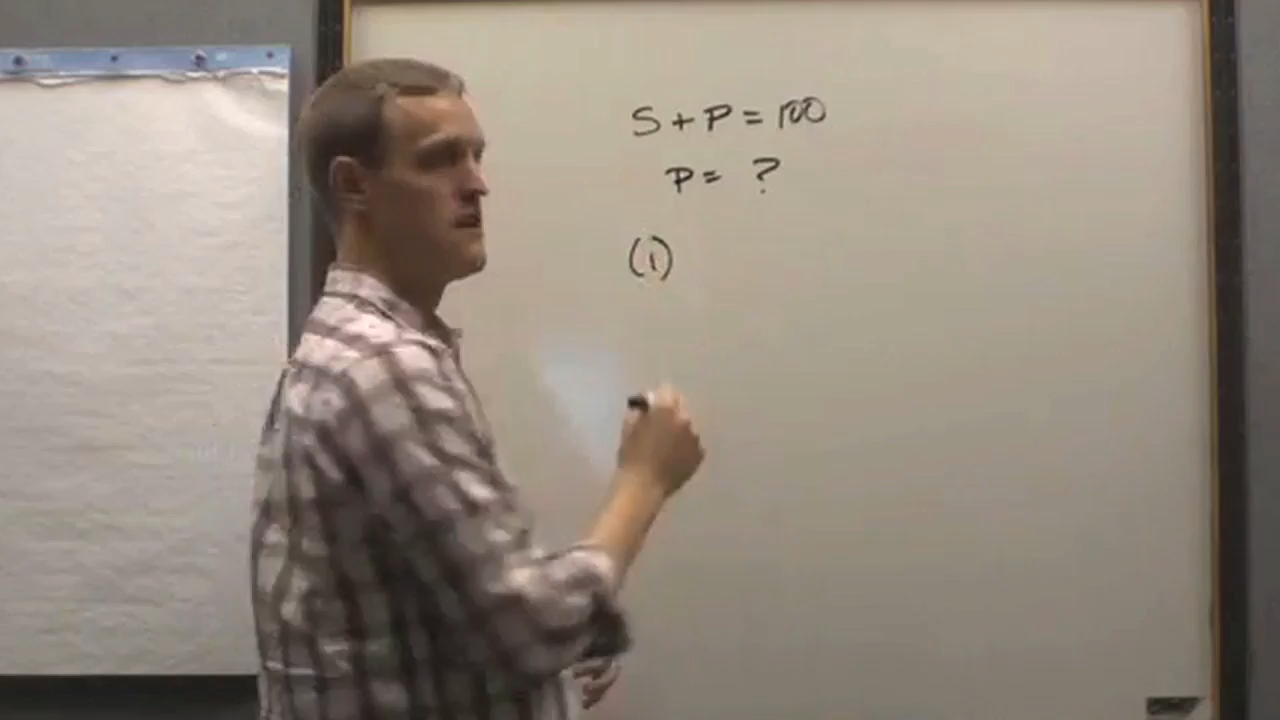 S + P = 100
P = ?
(1)